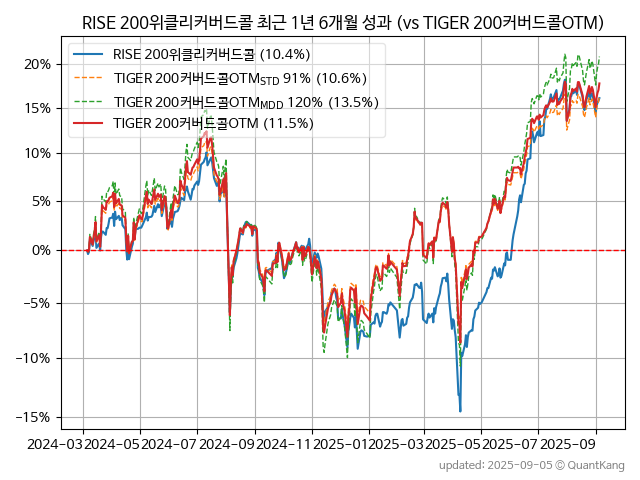 RISE 200위클리커버드콜 최근 1년 6개월 성과 (vs TIGER 200커버드콜OTM)
RISE 200위클리커버드콜 (10.4%)
TIGER 200커버드콜OTM_STD 91% (10.6%)
TIGER 200커버드콜OTM_MDD 120% (13.5%)
TIGER 200커버드콜OTM (11.5%)
20%
15%
10%
5%
0%
−5%
−10%
−15%
2024-03 2024-05 2024-07 2024-09 2024-11 2025-01 2025-03 2025-05 2025-07 2025-09
updated: 2025-09-05 © QuantKang